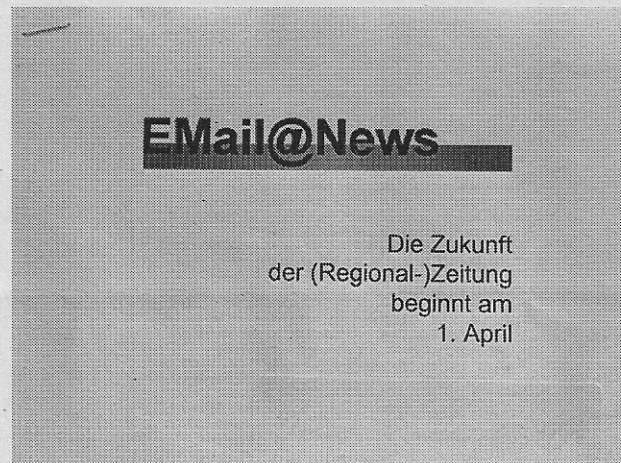 EMail@News
Die Zukunft
der (Regional-)Zeitung
beginnt am
1. April